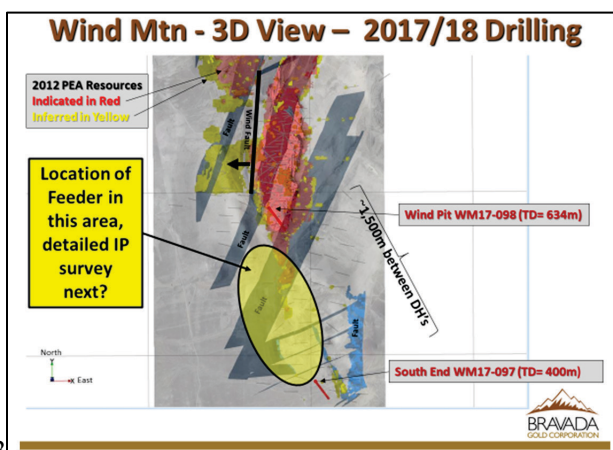 Wind Mtn - 3D View – 2017/18 Drilling
2012 PEA Resources
Indicated in Red
Inferred in Yellow
Fault
Wind Fault
Location of
Feeder in
this area,
detailed IP
survey
next?
Wind Pit WM17-098 (TD= 634m)
~1,500m between DH's
Fault
Fault
Fault
North
Y
X East
South End WM17-097 (TD= 400m)
BRAVADA
GOLD CORPORATION